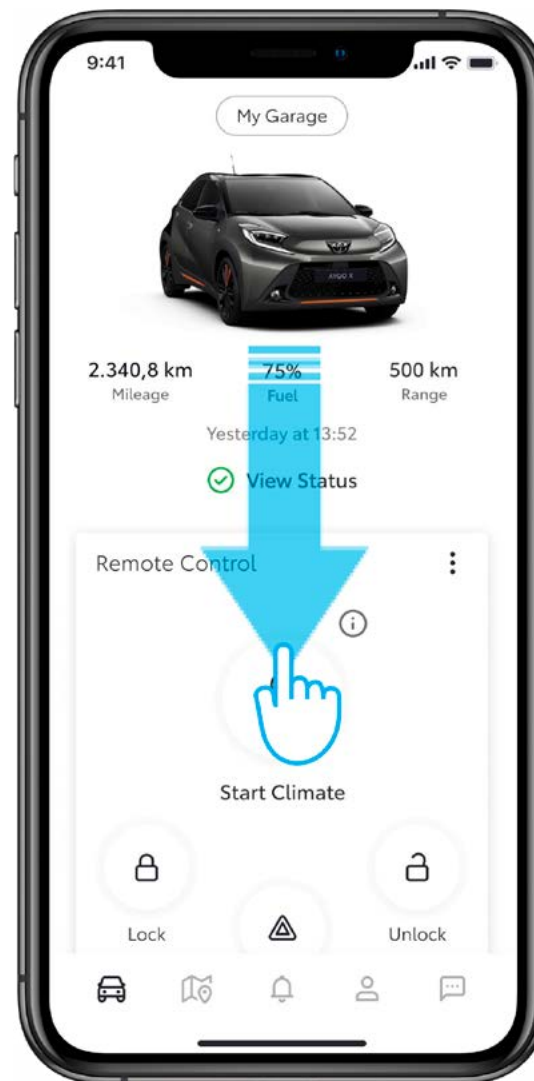 9:41
My Garage
AYGO X
2.340,8 km 75% 500 km
Mileage Fuel Range
Yesterday at 13:52
View Status
Remote Control
Start Climate
Lock Unlock